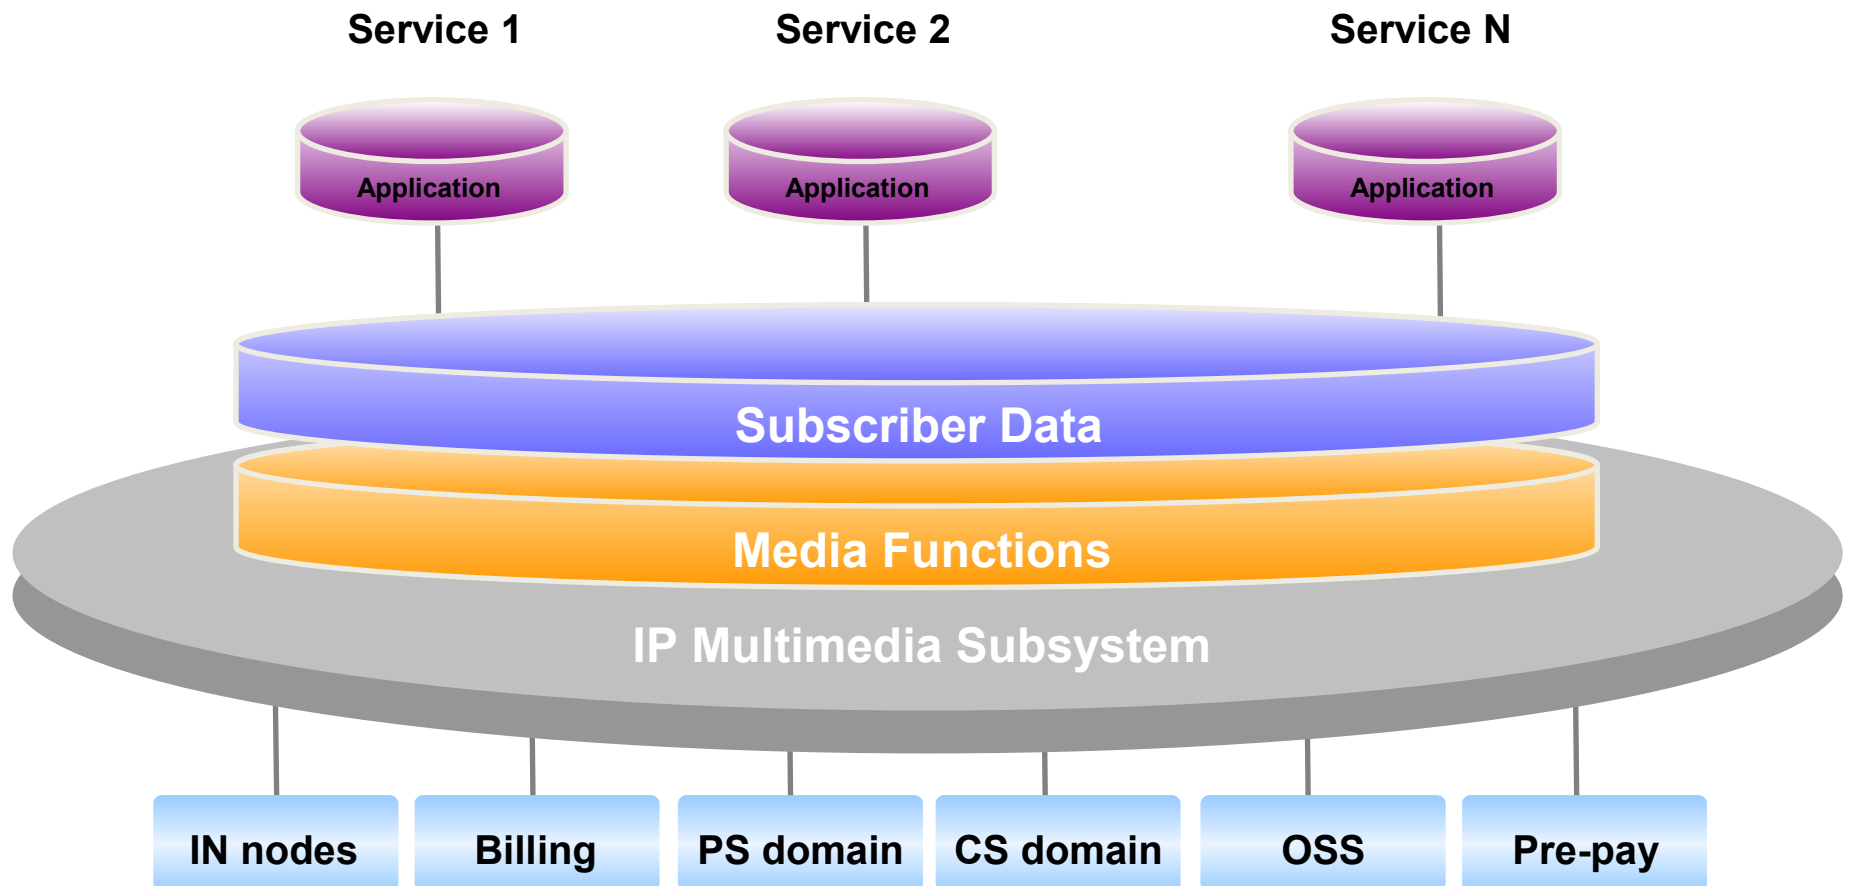 Service 1 Service 2 Service N
Application Application Application
Subscriber Data
Media Functions
IP Multimedia Subsystem
IN nodes Billing PS domain CS domain OSS Pre-pay